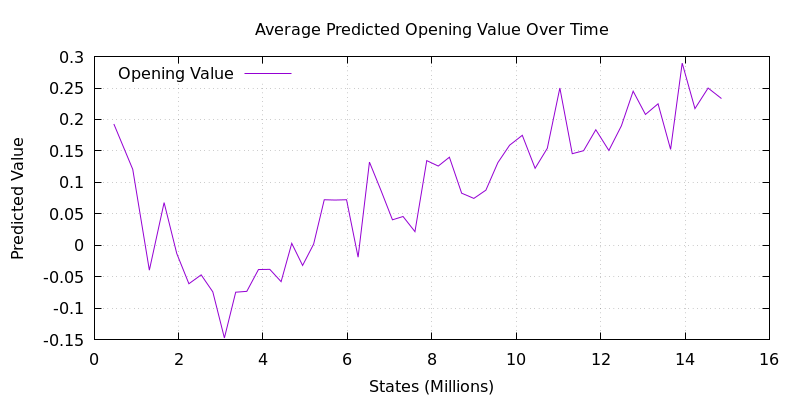 Average Predicted Opening Value Over Time
0.3
Opening Value
0.25
0.2
0.15
0.1
0.05
0
-0.05
-0.1
-0.15
Predicted Value
0 2 4 6 8 10 12 14 16
States (Millions)